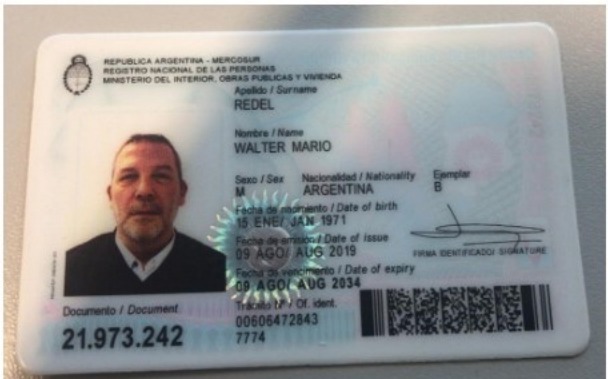 REPUBLICA ARGENTINA - MERCOSUR
REGISTRO NACIONAL DE LAS PERSONAS
MINISTERIO DEL INTERIOR, OBRAS PUBLICAS Y VIVIENDA
Apellido / Surname
REDEL
Nombre / Name
WALTER MARIO
Sexo / Sex Nacionalidad / Nationality Ejemplar
M ARGENTINA B
Fecha de nacimiento / Date of birth
15 ENE/ JAN 1971
Fecha de emisión / Date of issue
09 AGO/ AUG 2019
FIRMA IDENTIFICADO/ SIGNATURE
Fecha de vencimiento / Date of expiry
09 AGO/ AUG 2034
Documento / Document
21.973.242
Trámite Nº / Of. ident.
00606472843
7774